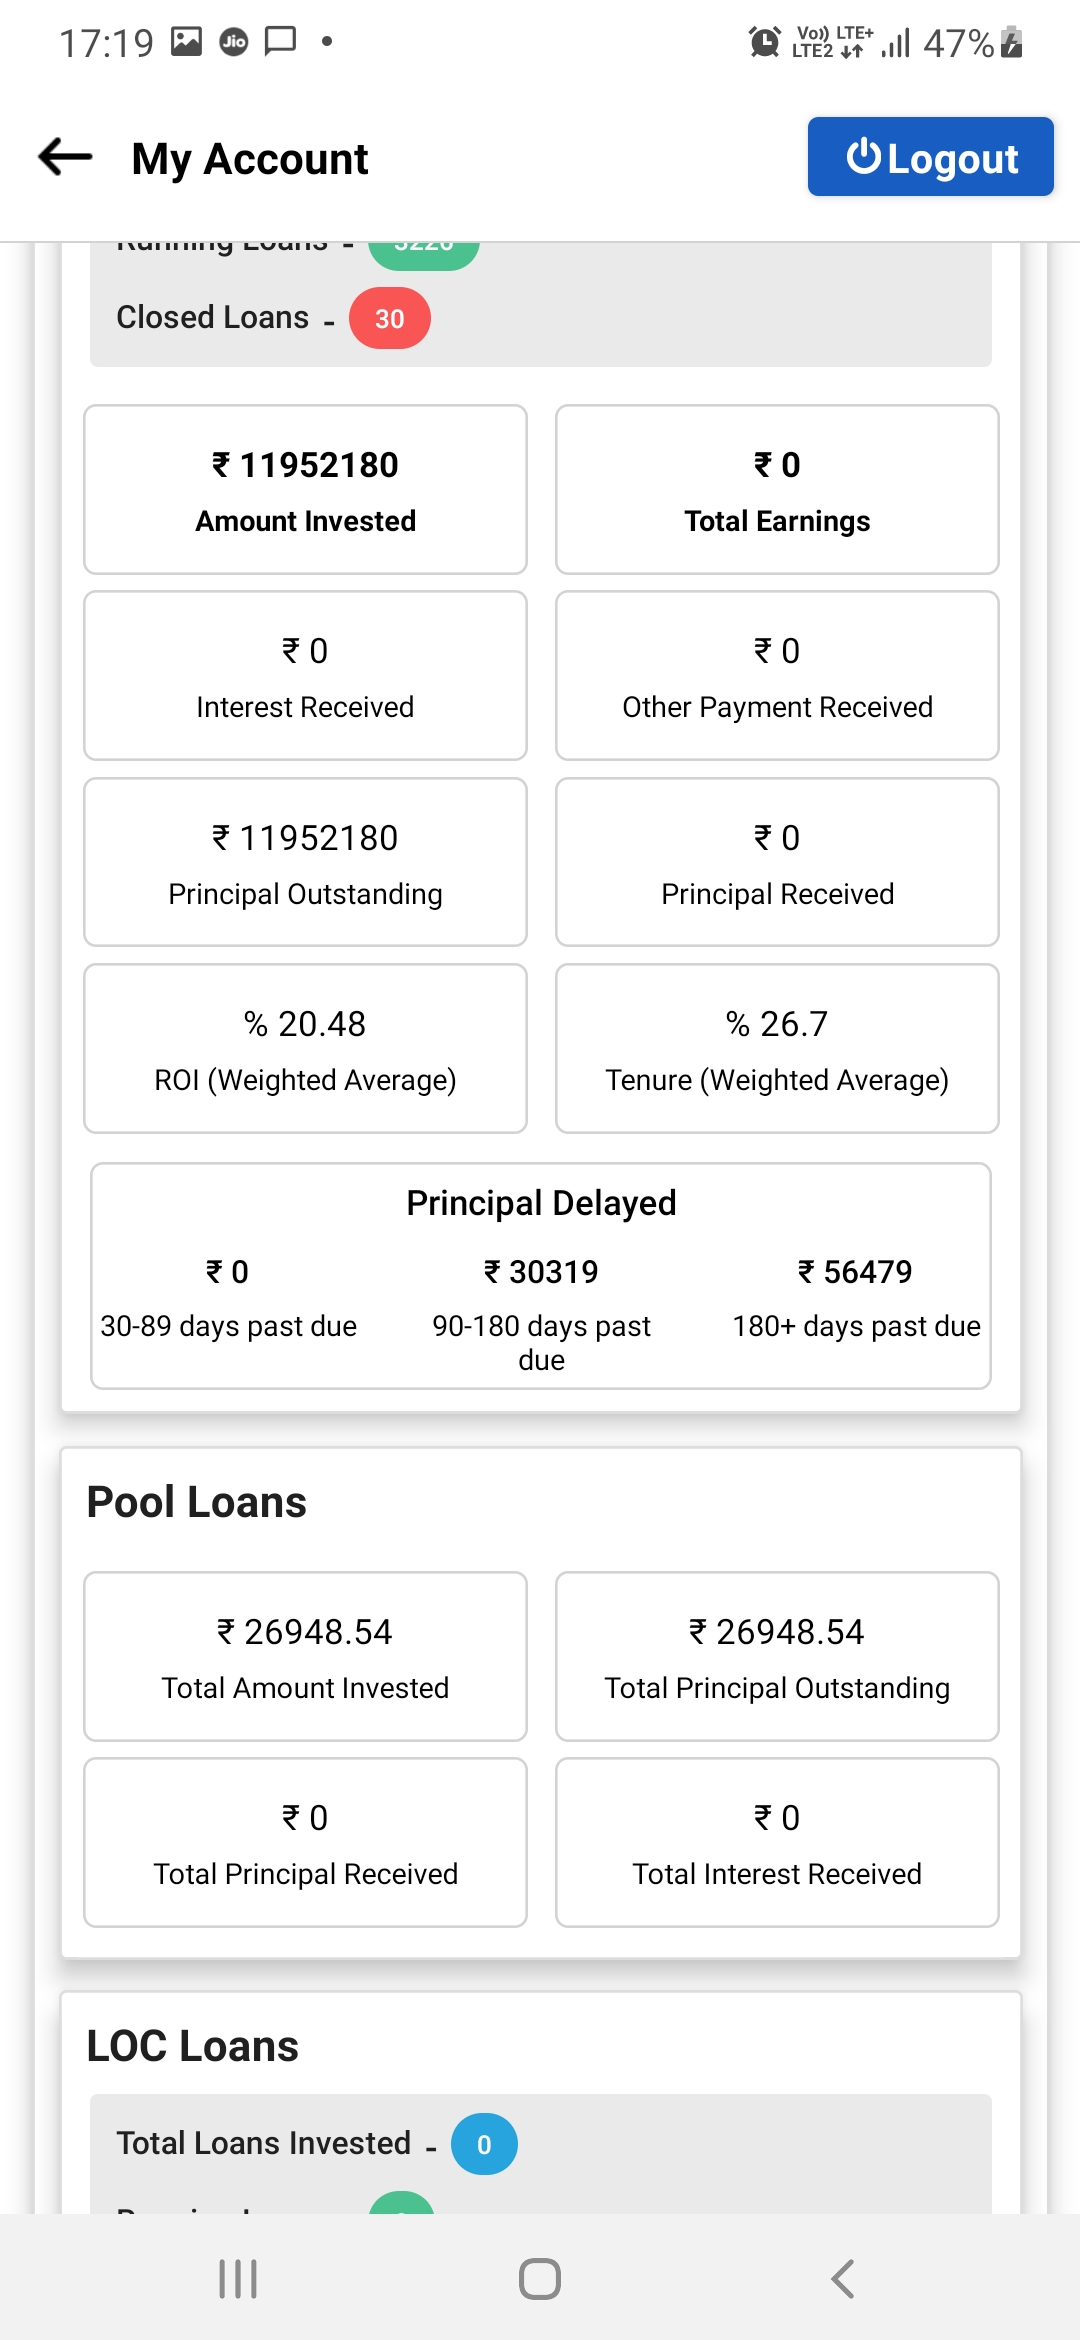 17:19 Jio Vo)) LTE+ LTE2 47%
My Account
Logout
Running Loans -
Closed Loans - 30
₹ 11952180 ₹ 0
Amount Invested Total Earnings
₹ 0 ₹ 0
Interest Received Other Payment Received
₹ 11952180 ₹ 0
Principal Outstanding Principal Received
% 20.48 % 26.7
ROI (Weighted Average) Tenure (Weighted Average)
Principal Delayed
₹ 0 ₹ 30319 ₹ 56479
30-89 days past due 90-180 days past due 180+ days past due
Pool Loans
₹ 26948.54 ₹ 26948.54
Total Amount Invested Total Principal Outstanding
₹ 0 ₹ 0
Total Principal Received Total Interest Received
LOC Loans
Total Loans Invested - 0